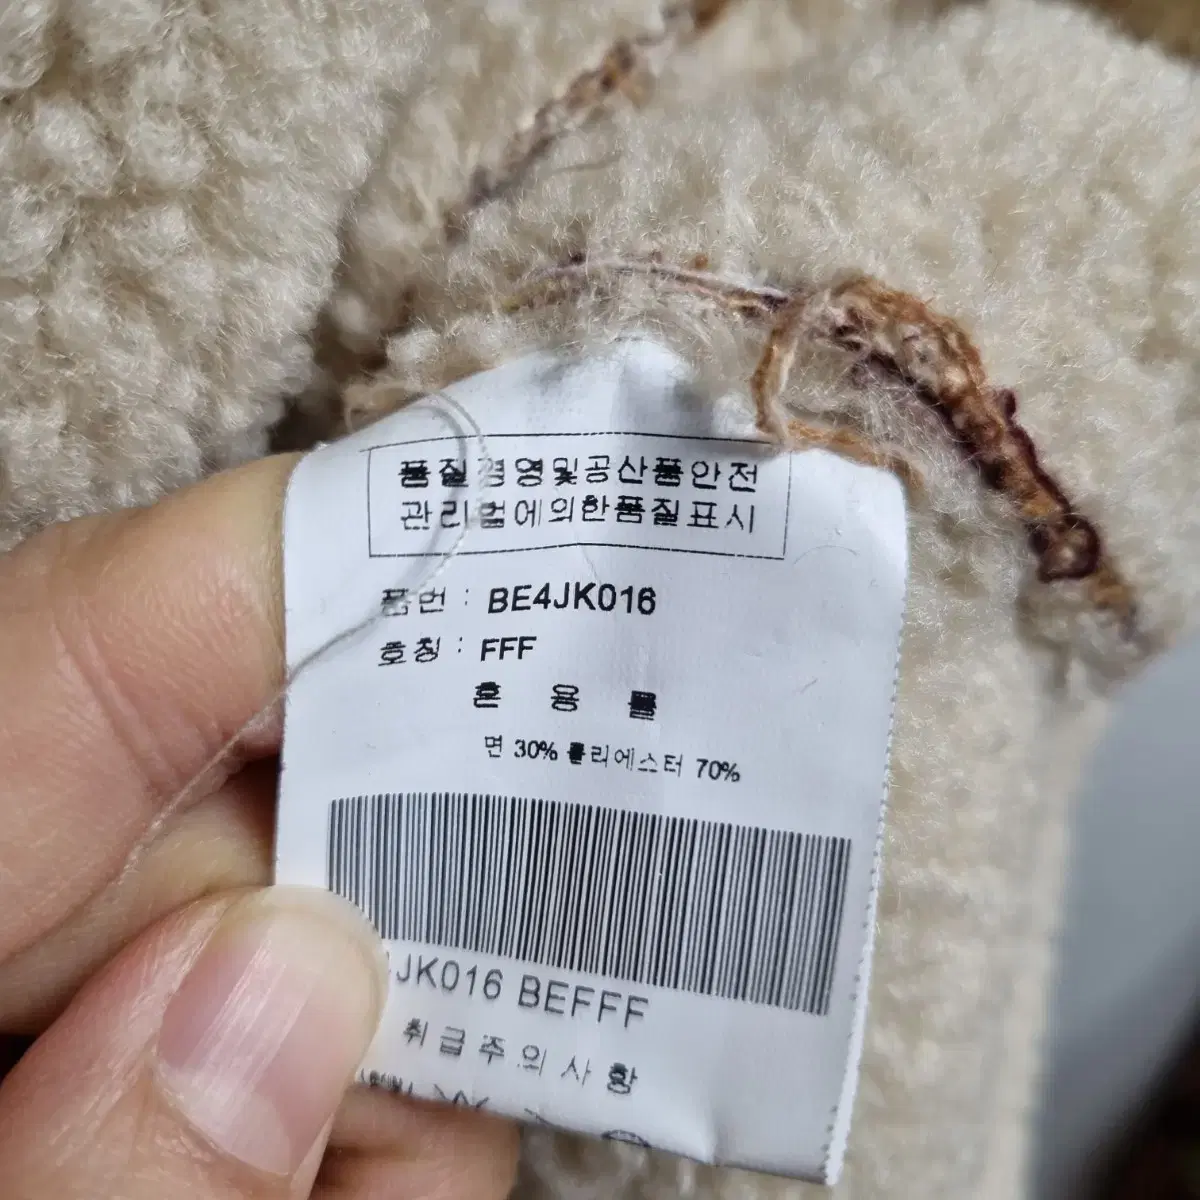 품질경영및공산품안전
관리법에의한품질표시
품번 : BE4JK016
호칭 : FFF
혼 용 률
면 30% 폴리에스터 70%
JK016 BEFFF
취급주의사항